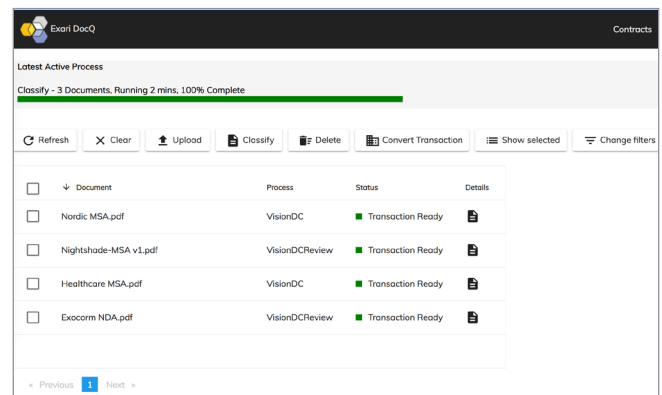 Exari DocQ Contracts
Latest Active Process
Classify - 3 Documents, Running 2 mins, 100% Complete
Refresh Clear Upload Classify Delete Convert Transaction Show selected Change filters
Document Process Status Details
Nordic MSA.pdf VisionDC Transaction Ready
Nightshade-MSA v1.pdf VisionDCReview Transaction Ready
Healthcare MSA.pdf VisionDC Transaction Ready
Exocorm NDA.pdf VisionDCReview Transaction Ready
« Previous 1 Next »